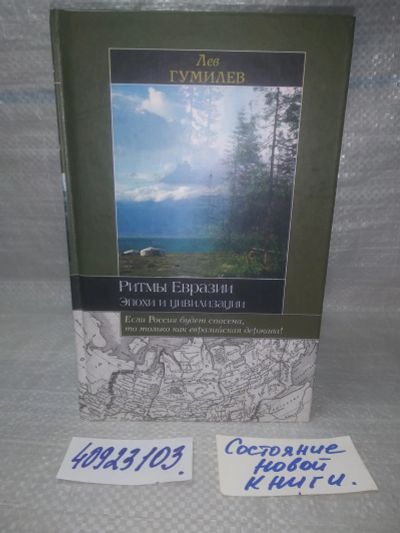 Лев
ГУМИЛЕВ
Ритмы Евразии
Эпохи и цивилизации
Если Россия будет спасена,
то только как евразийская держава!
40923103.
Состояние
новой
книги.